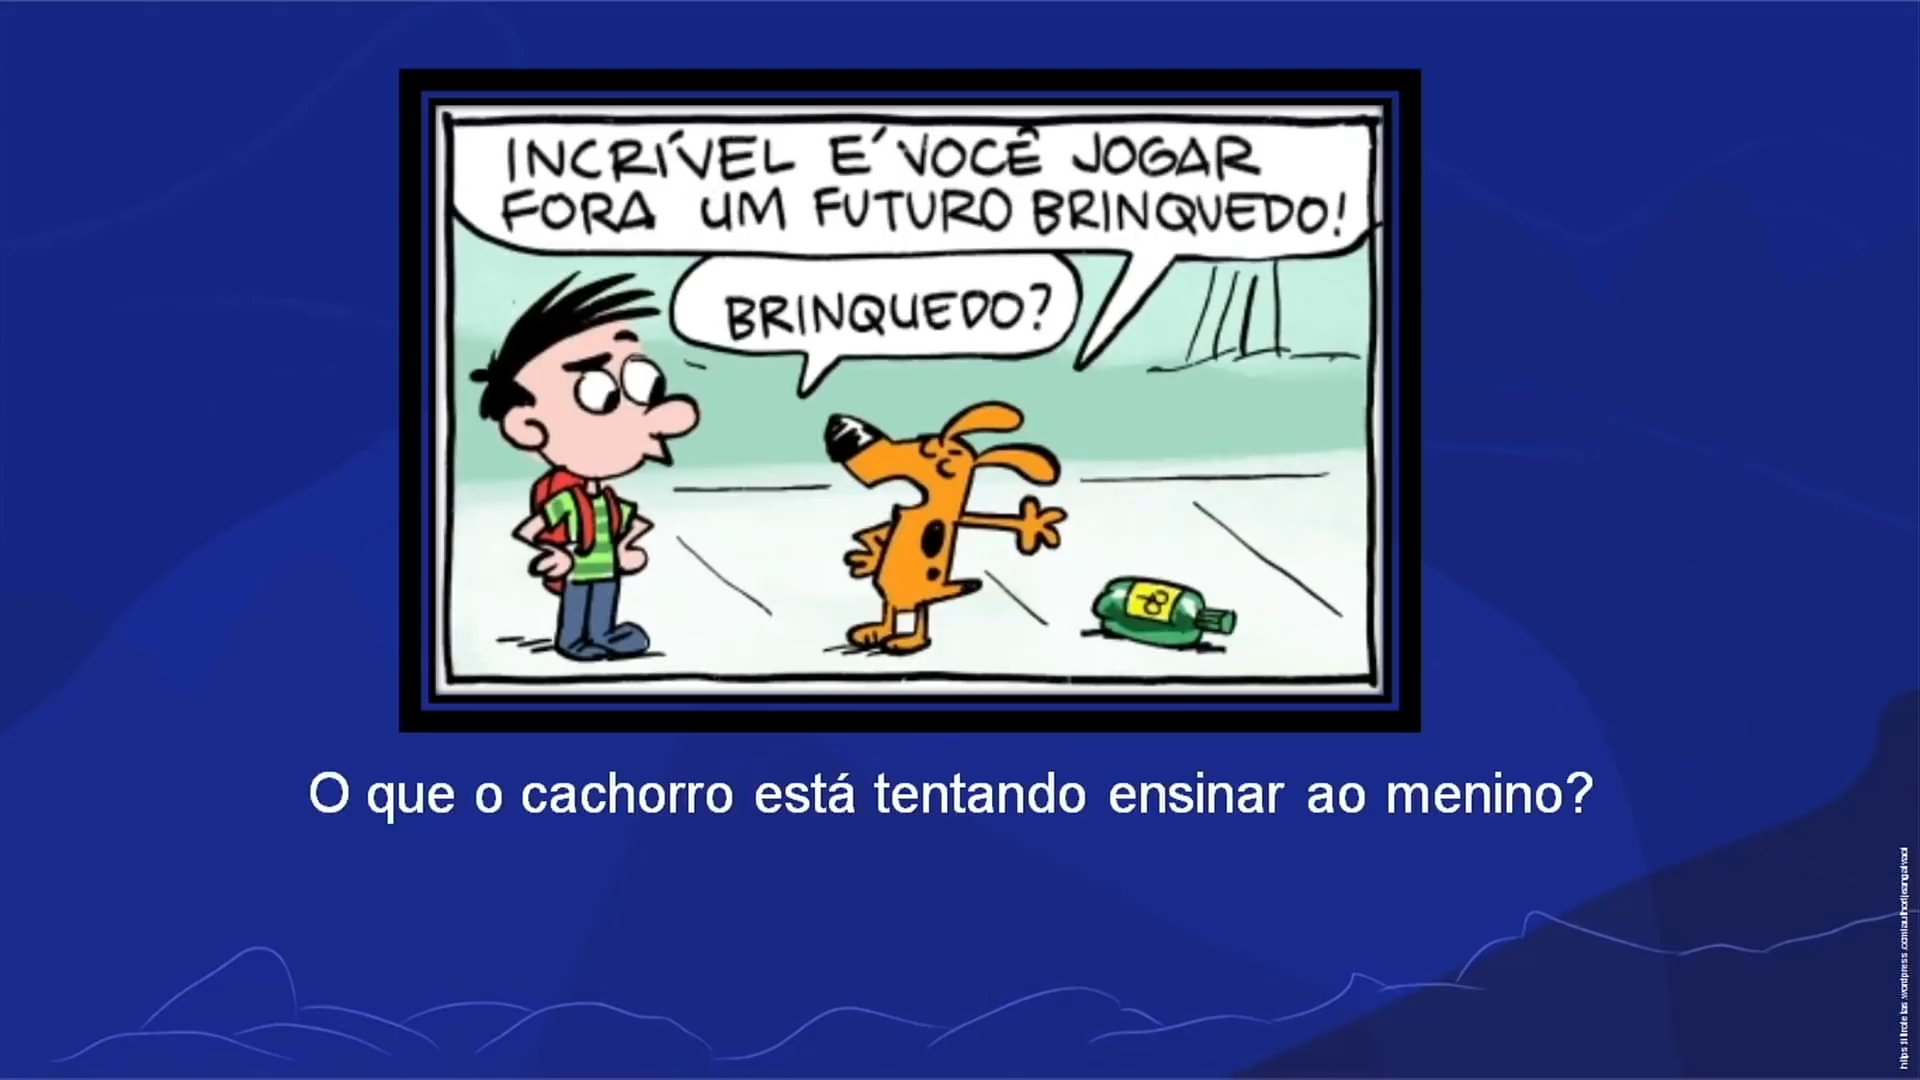 INCRÍVEL É VOCÊ JOGAR
FORA UM FUTURO BRINQUEDO!
BRINQUEDO?
O que o cachorro está tentando ensinar ao menino?